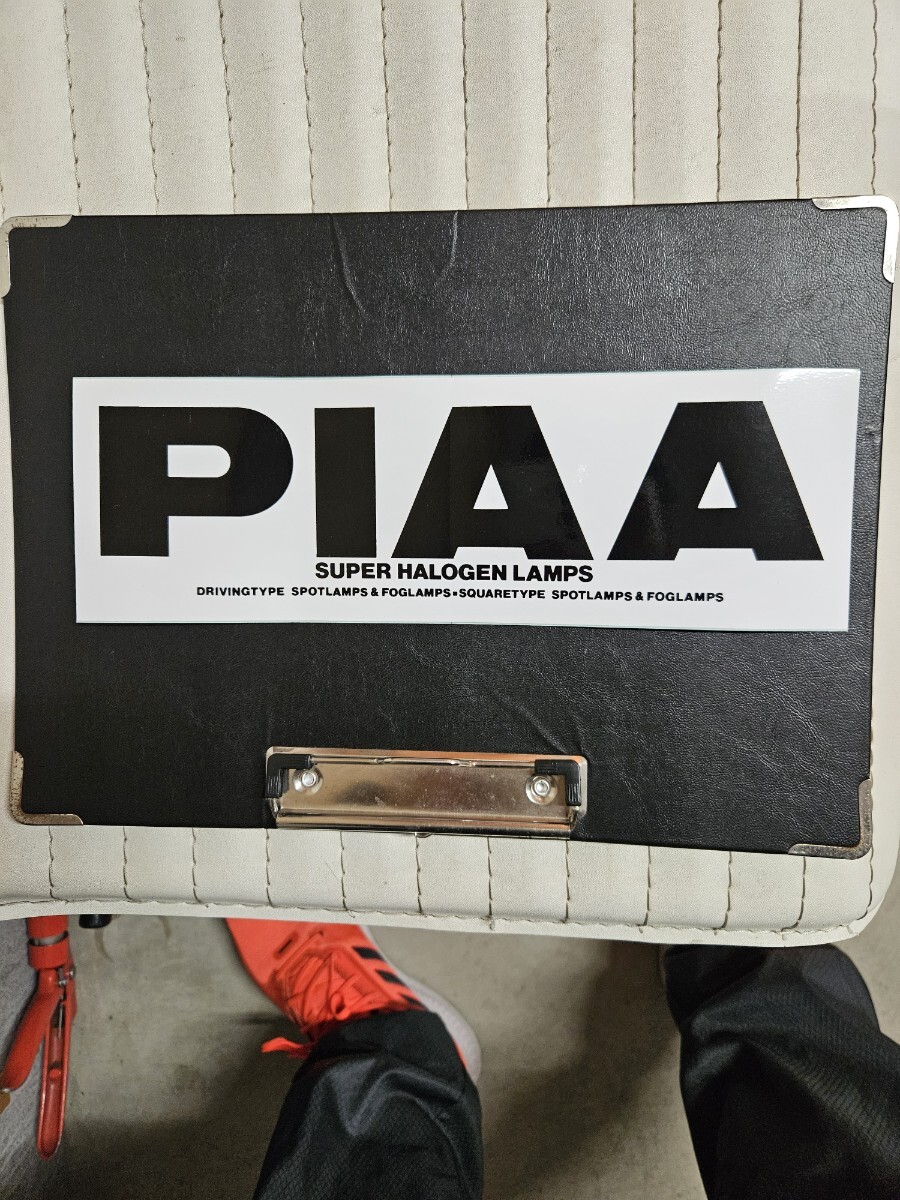 PIAA
SUPER HALOGEN LAMPS
DRIVINGTYPE SPOTLAMPS & FOGLAMPS▪SQUARETYPE SPOTLAMPS & FOGLAMPS